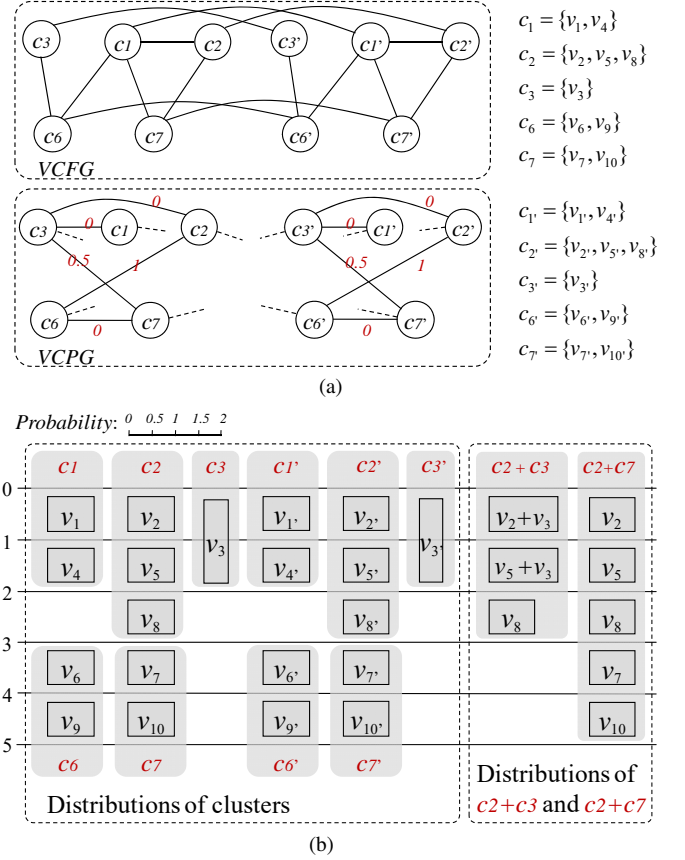 c3 c1 c2 c3’ c1’ c2’
c6 c7 c6’ c7’
VCFG
c₁ = {v₁, v₄}
c₂ = {v₂, v₅, v₈}
c₃ = {v₃}
c₆ = {v₆, v₉}
c₇ = {v₇, v₁₀}
0 0
c3 0 c1 c2 c3’ 0 c1’ c2’
0.5 1 0.5 1
c6 0 c7 c6’ 0 c7’
VCPG
c₁' = {v₁', v₄'}
c₂' = {v₂', v₅', v₈'}
c₃' = {v₃'}
c₆' = {v₆', v₉'}
c₇' = {v₇', v₁₀'}
(a)
Probability: 0 0.5 1 1.5 2
c1 c2 c3 c1’ c2’ c3’ c2+c3 c2+c7
0
v₁ v₂ v₃ v₁’ v₂’ v₃’ v₂+v₃ v₂
1
v₄ v₅ v₄’ v₅’ v₅+v₃ v₅
2
v₈ v₈’ v₈ v₈
3
v₆ v₇ v₆’ v₇’ v₇
4
v₉ v₁₀ v₉’ v₁₀’ v₁₀
5
c6 c7 c6’ c7’
Distributions of clusters
Distributions of
c2+c3 and c2+c7
(b)